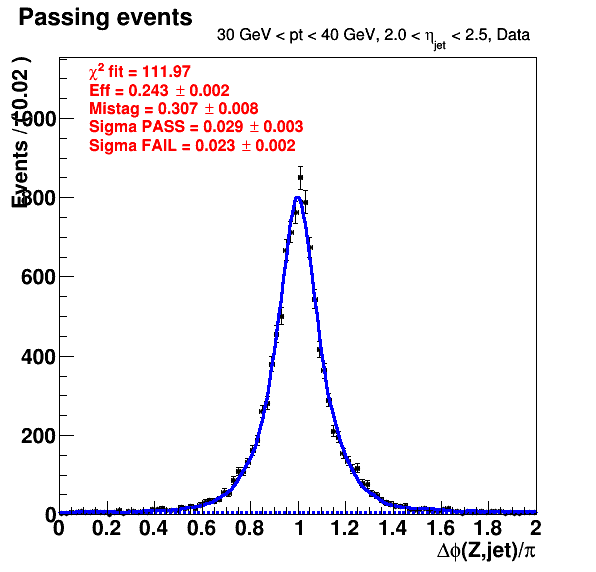 Passing events
30 GeV < pt < 40 GeV, 2.0 < η_jet < 2.5, Data
χ² fit = 111.97
Eff = 0.243 ± 0.002
Mistag = 0.307 ± 0.008
Sigma PASS = 0.029 ± 0.003
Sigma FAIL = 0.023 ± 0.002
Events / ( 0.02 )
1000
800
600
400
200
0
0 0.2 0.4 0.6 0.8 1 1.2 1.4 1.6 1.8 2
Δϕ(Z,jet)/π